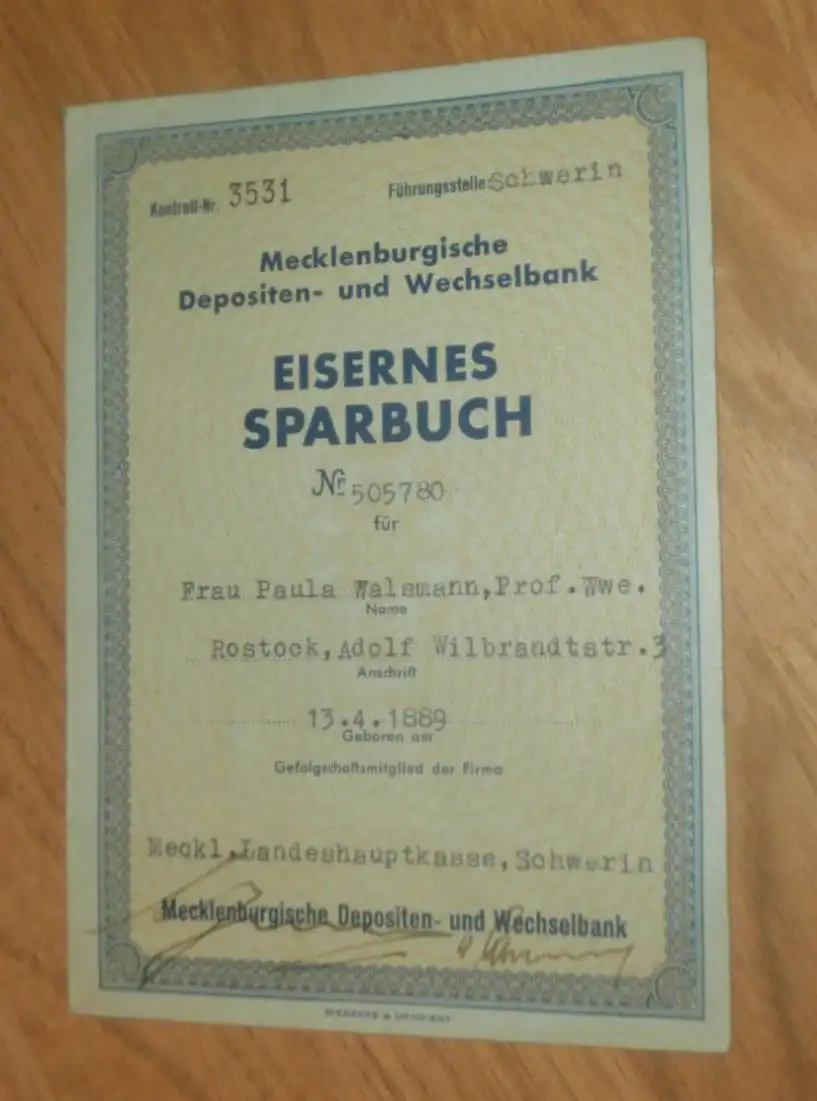 Kontroll-Nr. 3531 Führungsstelle Schwerin
Mecklenburgische
Depositen- und Wechselbank
EISERNES
SPARBUCH
Nr. 505780
für
Frau Paula Walsmann, Prof. Wwe.
Name
Rostock, Adolf Wilbrandtstr. 3
Anschrift
13.4.1889
Geboren am
Gefolgschaftsmitglied der Firma
Meckl. Landeshauptkasse, Schwerin
Mecklenburgische Depositen- und Wechselbank